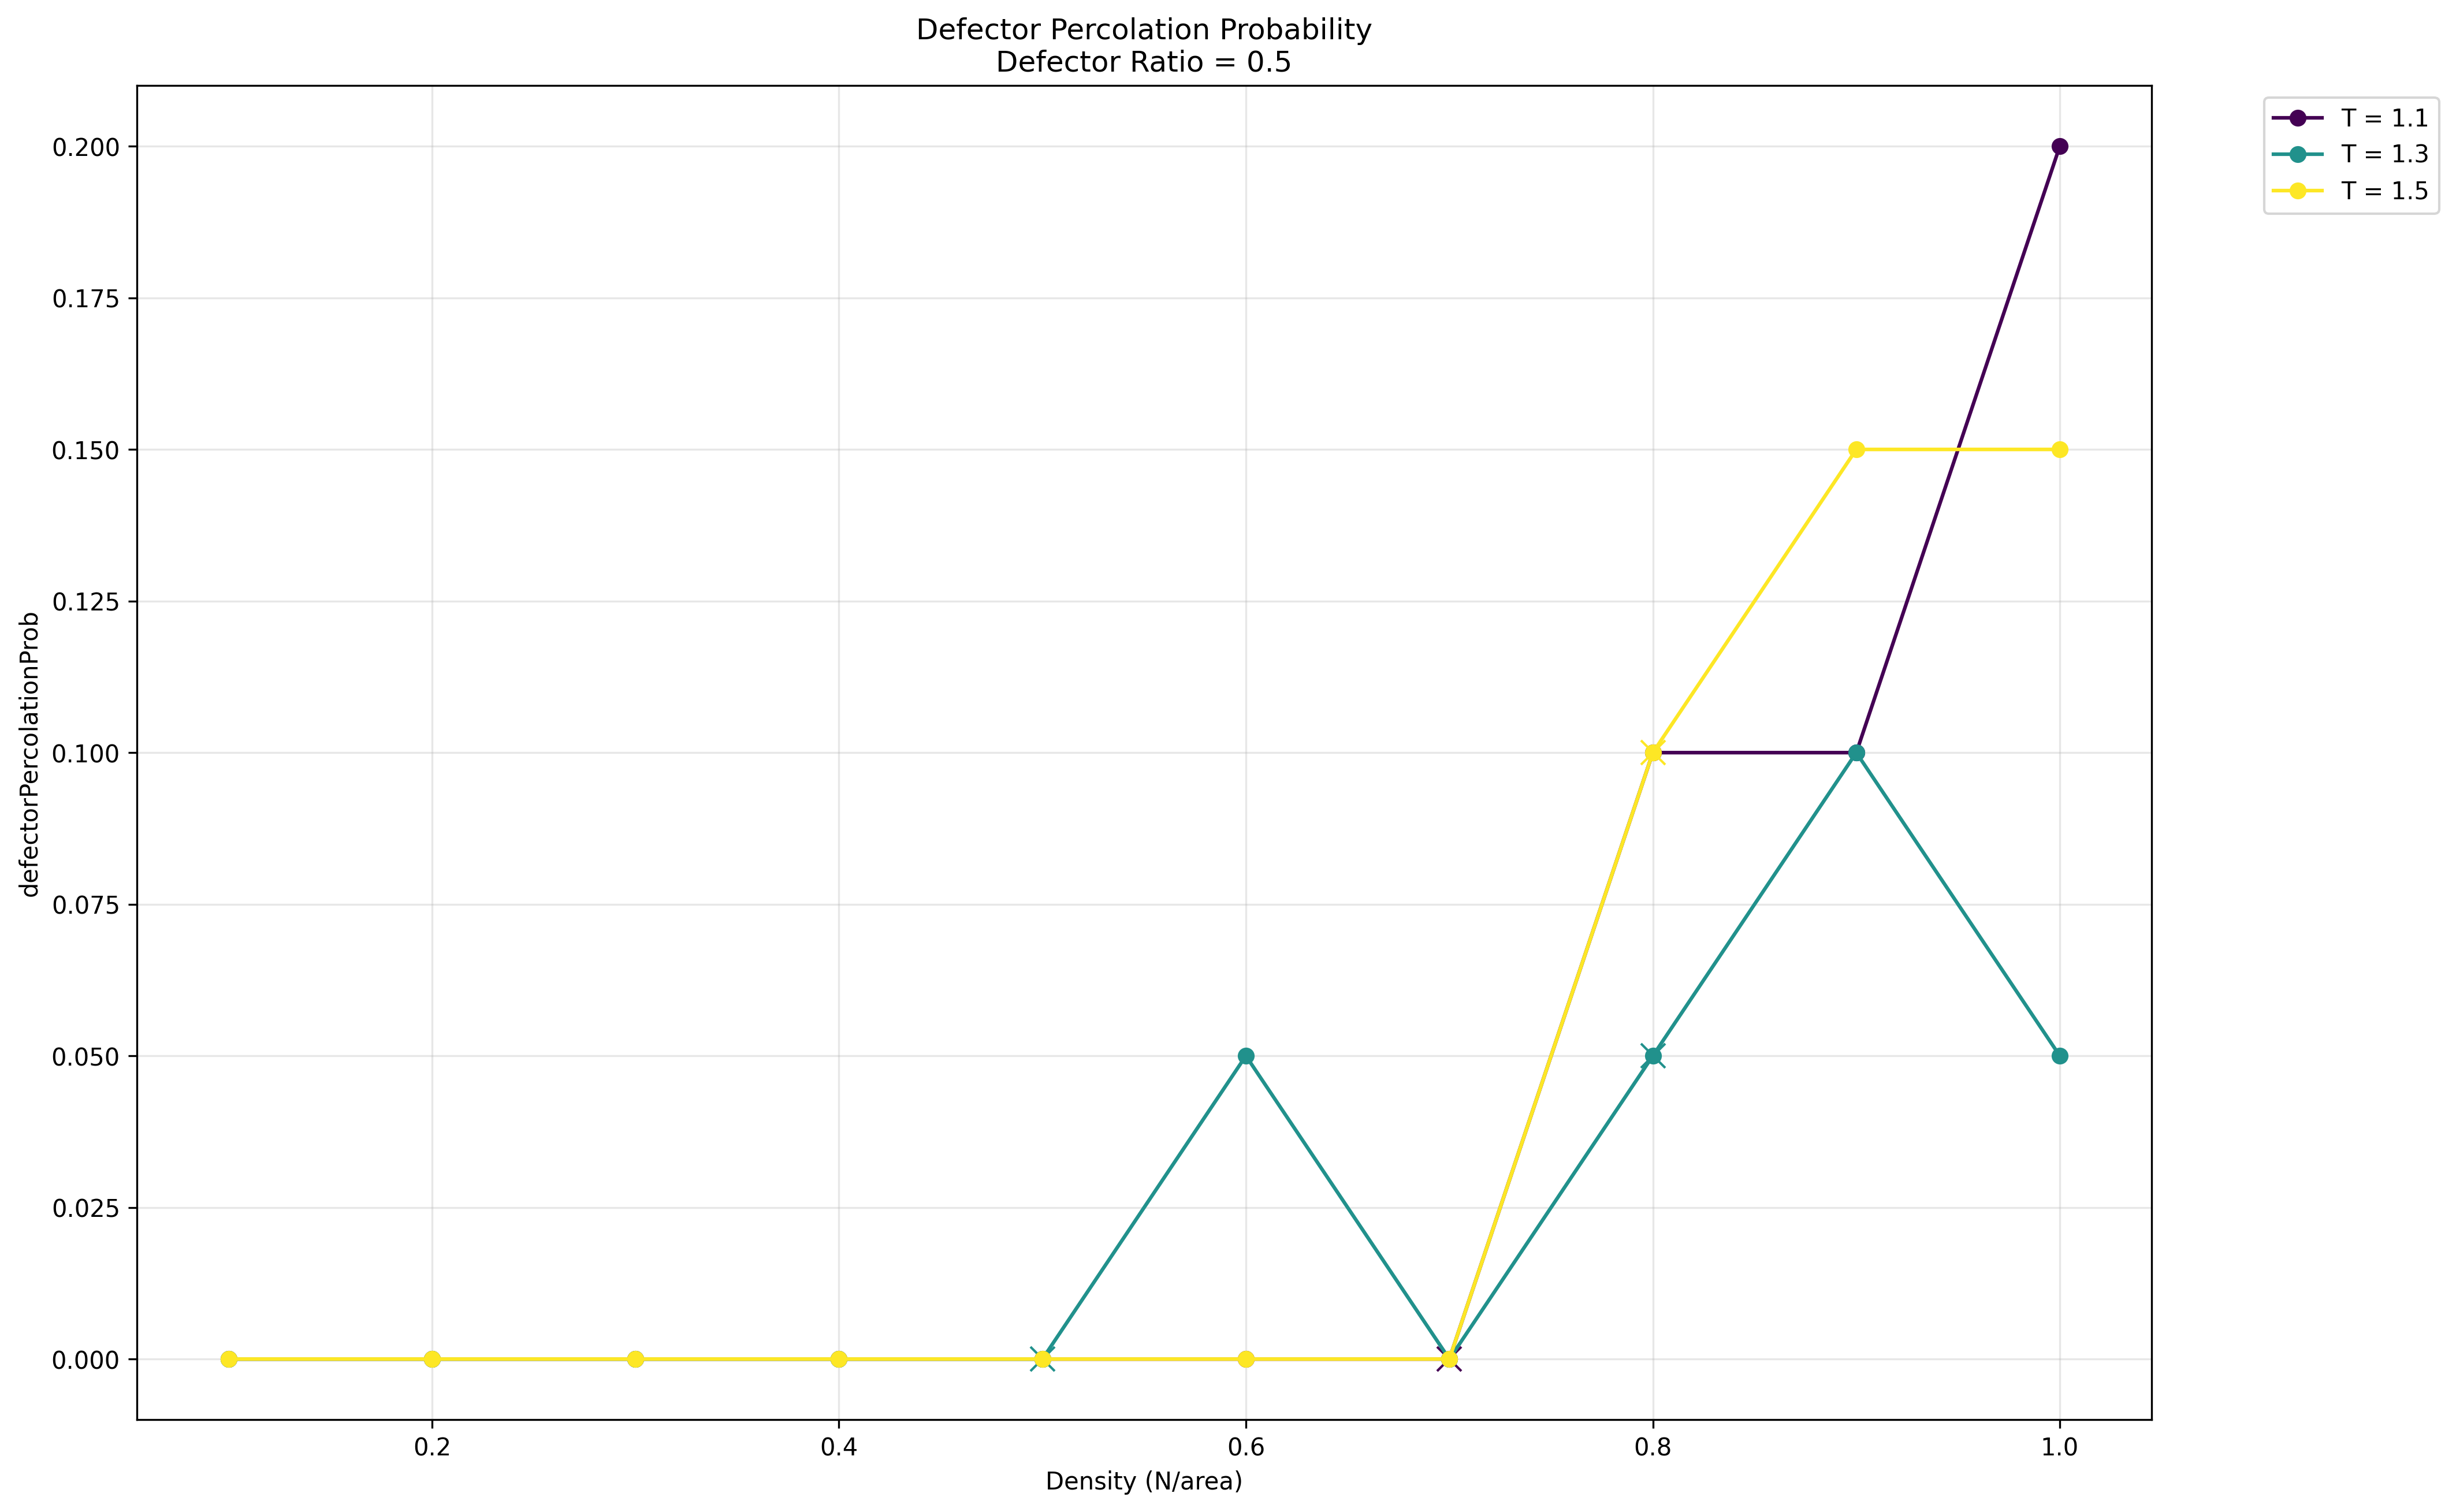 Defector Percolation Probability
Defector Ratio = 0.5
T = 1.1
T = 1.3
T = 1.5
defectorPercolationProb
0.200
0.175
0.150
0.125
0.100
0.075
0.050
0.025
0.000
0.2
0.4
0.6
0.8
1.0
Density (N/area)